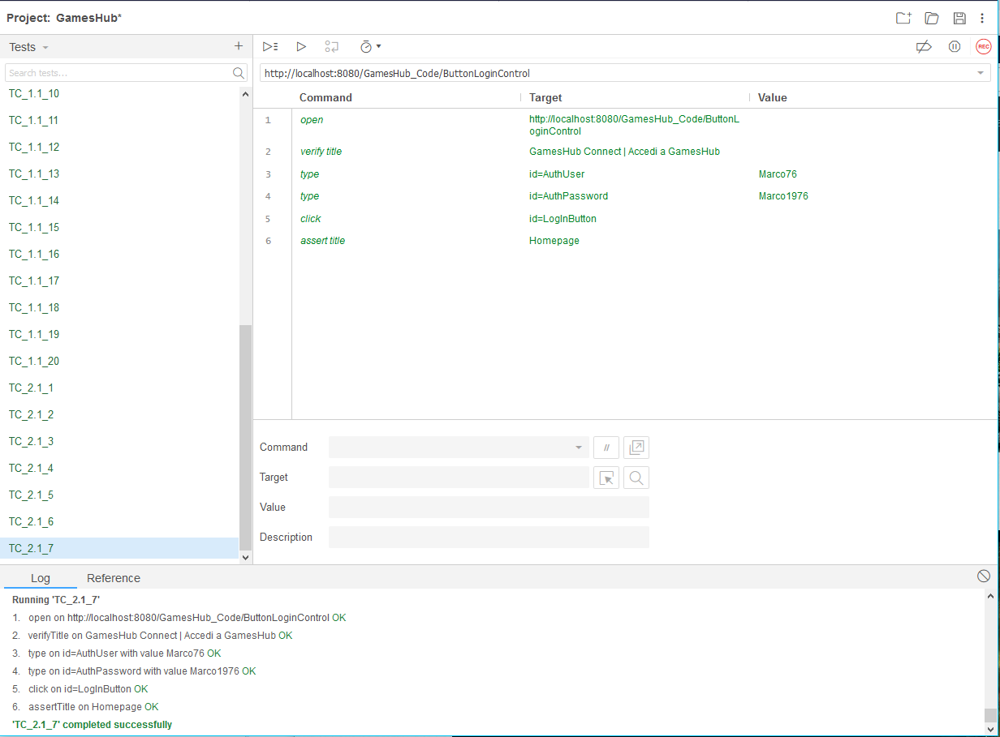 Project: GamesHub*
Tests
Search tests...
TC_1.1_10
TC_1.1_11
TC_1.1_12
TC_1.1_13
TC_1.1_14
TC_1.1_15
TC_1.1_16
TC_1.1_17
TC_1.1_18
TC_1.1_19
TC_1.1_20
TC_2.1_1
TC_2.1_2
TC_2.1_3
TC_2.1_4
TC_2.1_5
TC_2.1_6
TC_2.1_7
REC
http://localhost:8080/GamesHub_Code/ButtonLoginControl
Command Target Value
1 open http://localhost:8080/GamesHub_Code/ButtonL
oginControl
2 verify title GamesHub Connect | Accedi a GamesHub
3 type id=AuthUser Marco76
4 type id=AuthPassword Marco1976
5 click id=LogInButton
6 assert title Homepage
Command //
Target
Value
Description
Log Reference
Running 'TC_2.1_7'
1. open on http://localhost:8080/GamesHub_Code/ButtonLoginControl OK
2. verifyTitle on GamesHub Connect | Accedi a GamesHub OK
3. type on id=AuthUser with value Marco76 OK
4. type on id=AuthPassword with value Marco1976 OK
5. click on id=LogInButton OK
6. assertTitle on Homepage OK
'TC_2.1_7' completed successfully